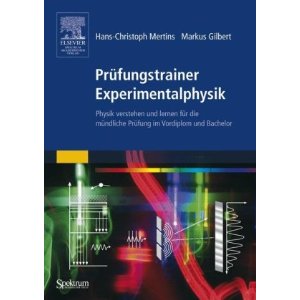 ELSEVIER
Hans-Christoph Mertins Markus Gilbert
Prüfungstrainer
Experimentalphysik
Physik verstehen und lernen für die
mündliche Prüfung im Vordiplom und Bachelor
Spektrum